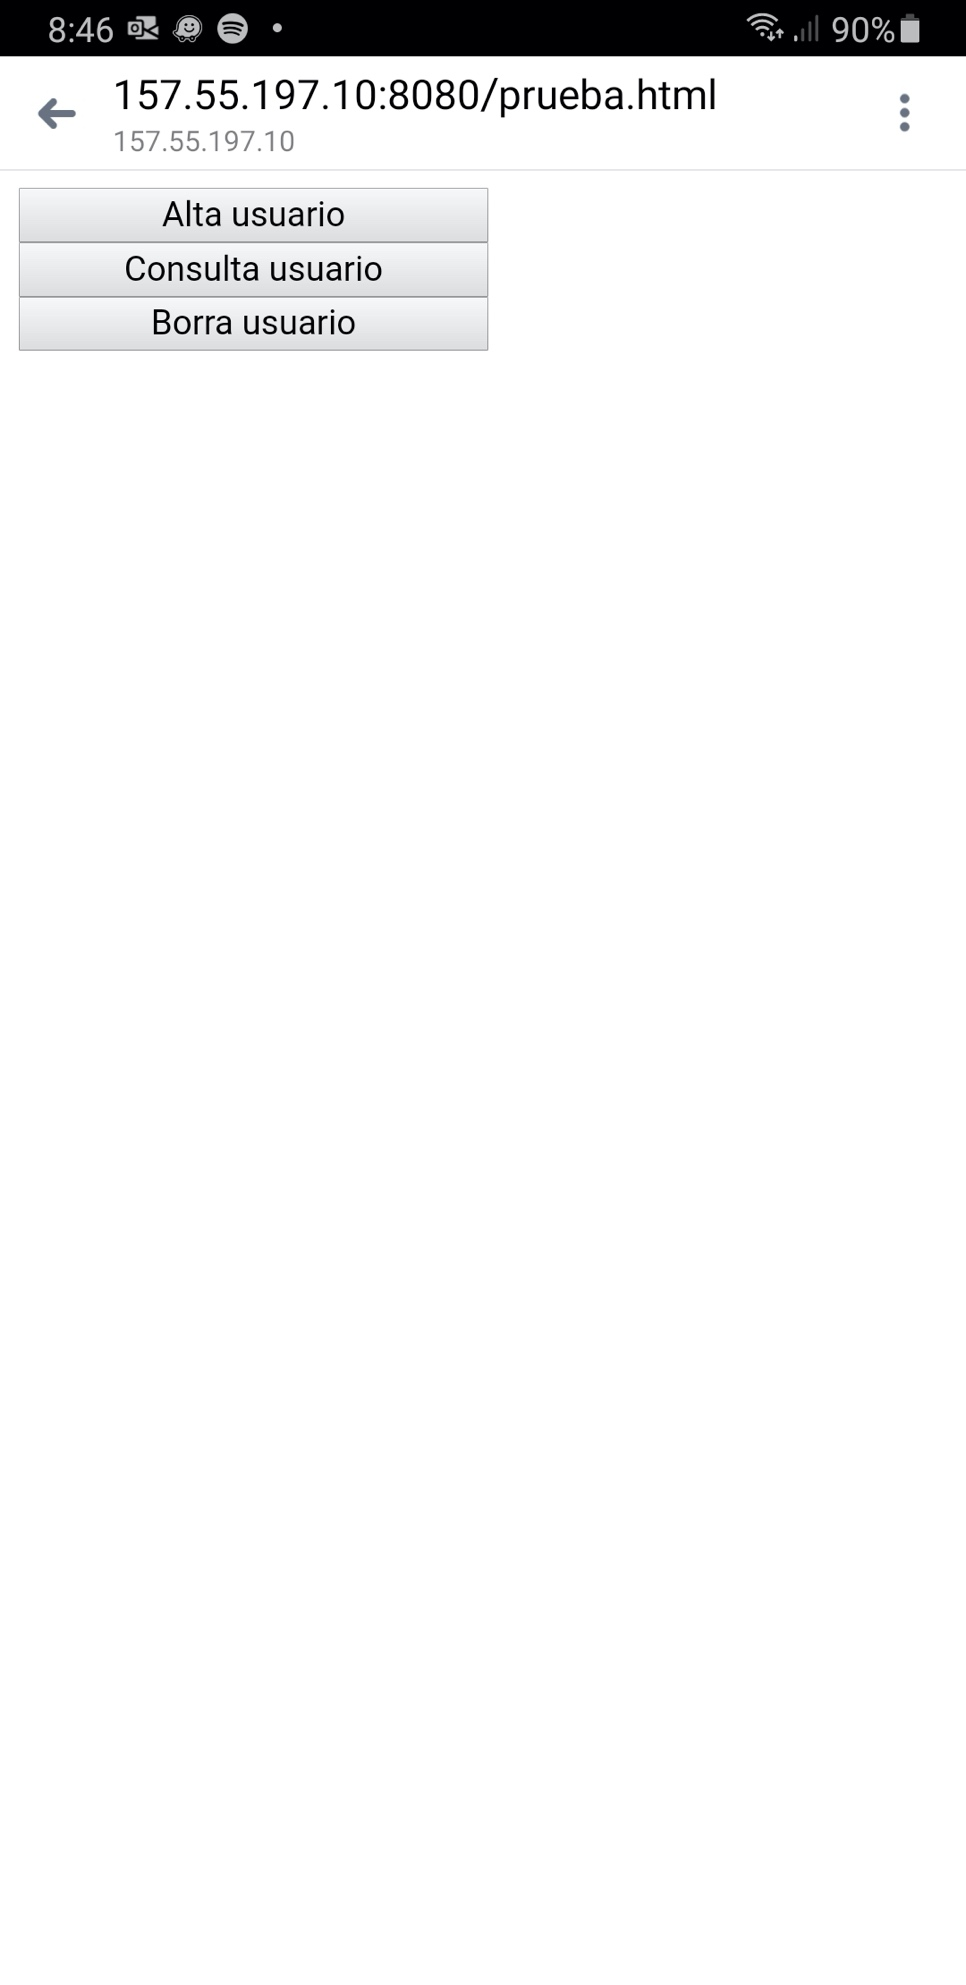 8:46 90%
157.55.197.10:8080/prueba.html
157.55.197.10
Alta usuario
Consulta usuario
Borra usuario